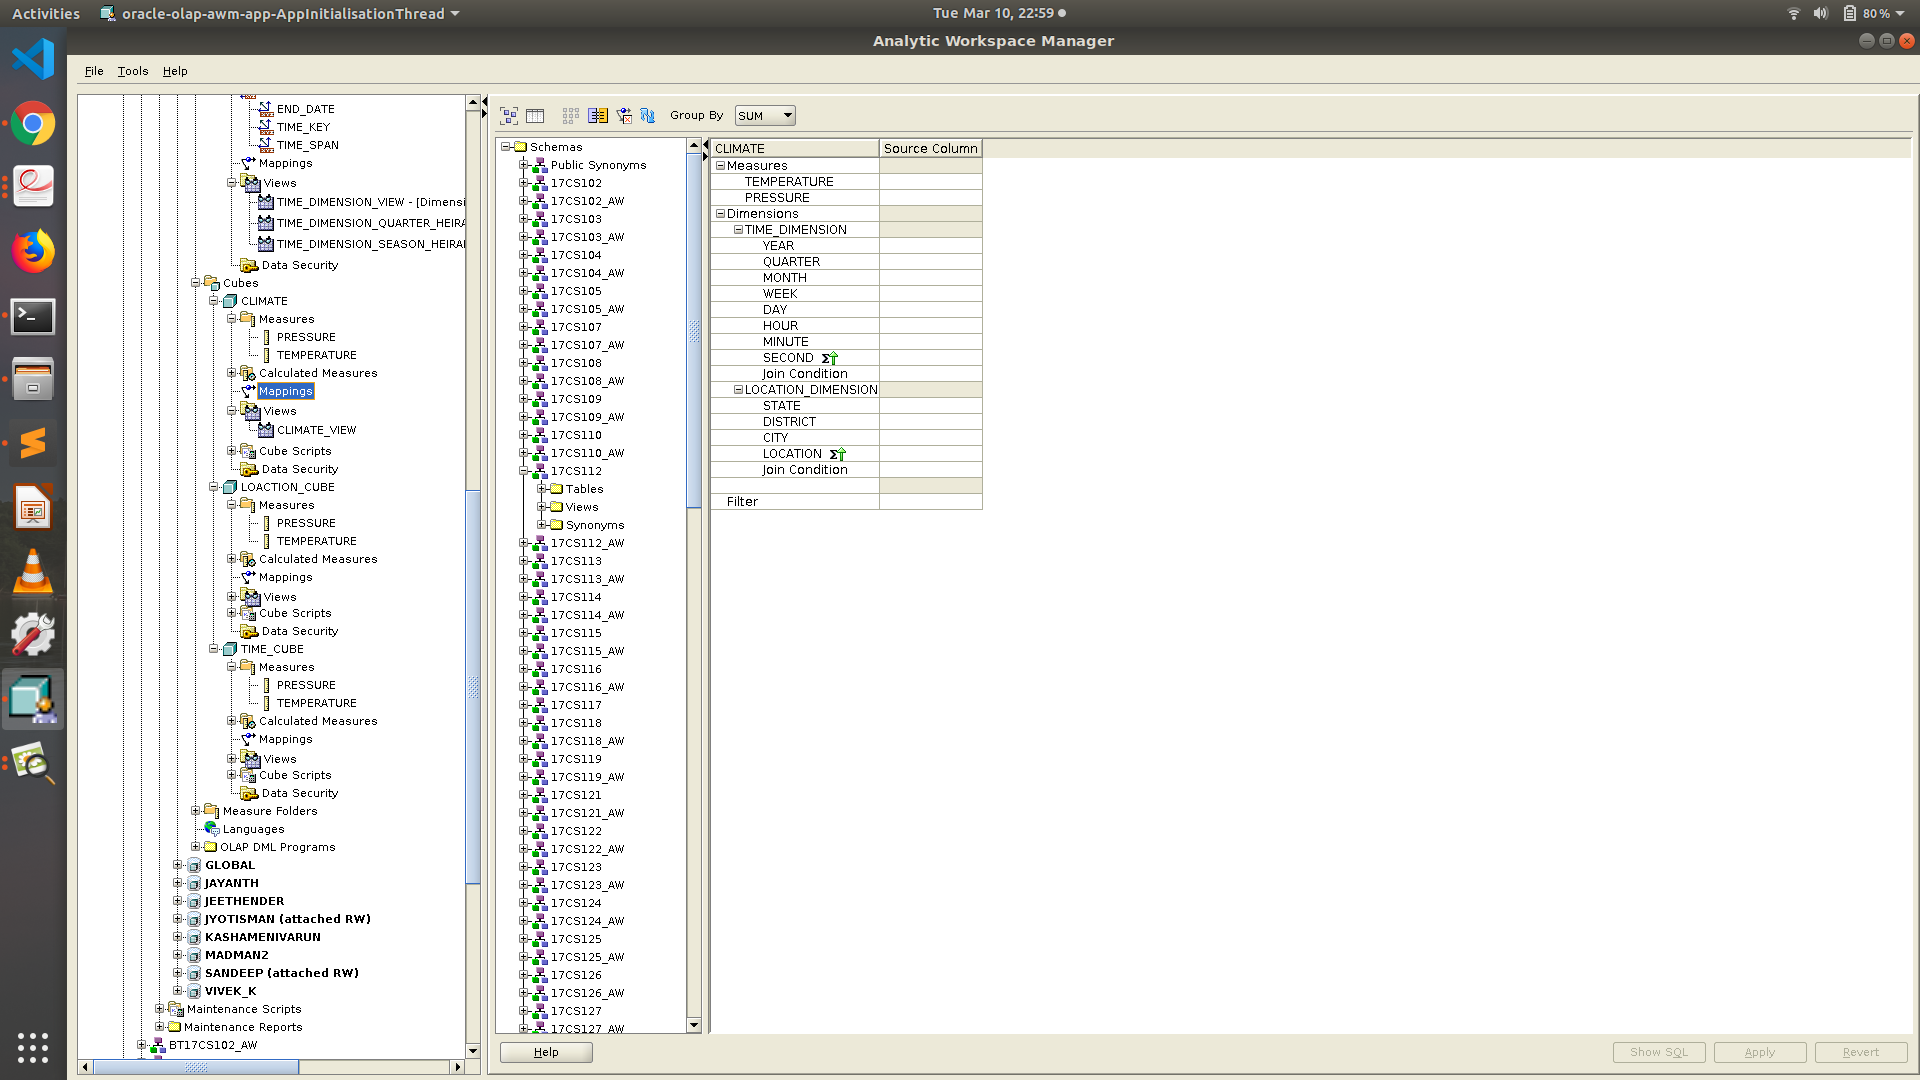 Activities
oracle-olap-awm-app-AppInitialisationThread
Tue Mar 10, 22:59
80 %
Analytic Workspace Manager
File Tools Help
END_DATE
TIME_KEY
TIME_SPAN
Mappings
Views
TIME_DIMENSION_VIEW - [Dimensi
TIME_DIMENSION_QUARTER_HEIRA
TIME_DIMENSION_SEASON_HEIRAI
Data Security
Cubes
CLIMATE
Measures
PRESSURE
TEMPERATURE
Calculated Measures
Mappings
Views
CLIMATE_VIEW
Cube Scripts
Data Security
LOACTION_CUBE
Measures
PRESSURE
TEMPERATURE
Calculated Measures
Mappings
Views
Cube Scripts
Data Security
TIME_CUBE
Measures
PRESSURE
TEMPERATURE
Calculated Measures
Mappings
Views
Cube Scripts
Data Security
Measure Folders
Languages
OLAP DML Programs
GLOBAL
JAYANTH
JEETHENDER
JYOTISMAN (attached RW)
KASHAMENIVARUN
MADMAN2
SANDEEP (attached RW)
VIVEK_K
Maintenance Scripts
Maintenance Reports
BT17CS102_AW
Group By SUM
Schemas
Public Synonyms
17CS102
17CS102_AW
17CS103
17CS103_AW
17CS104
17CS104_AW
17CS105
17CS105_AW
17CS107
17CS107_AW
17CS108
17CS108_AW
17CS109
17CS109_AW
17CS110
17CS110_AW
17CS112
Tables
Views
Synonyms
17CS112_AW
17CS113
17CS113_AW
17CS114
17CS114_AW
17CS115
17CS115_AW
17CS116
17CS116_AW
17CS117
17CS118
17CS118_AW
17CS119
17CS119_AW
17CS121
17CS121_AW
17CS122
17CS122_AW
17CS123
17CS123_AW
17CS124
17CS124_AW
17CS125
17CS125_AW
17CS126
17CS126_AW
17CS127
17CS127_AW
CLIMATE Source Column
Measures
TEMPERATURE
PRESSURE
Dimensions
TIME_DIMENSION
YEAR
QUARTER
MONTH
WEEK
DAY
HOUR
MINUTE
SECOND Σ
Join Condition
LOCATION_DIMENSION
STATE
DISTRICT
CITY
LOCATION Σ
Join Condition
Filter
Help
Show SQL Apply Revert